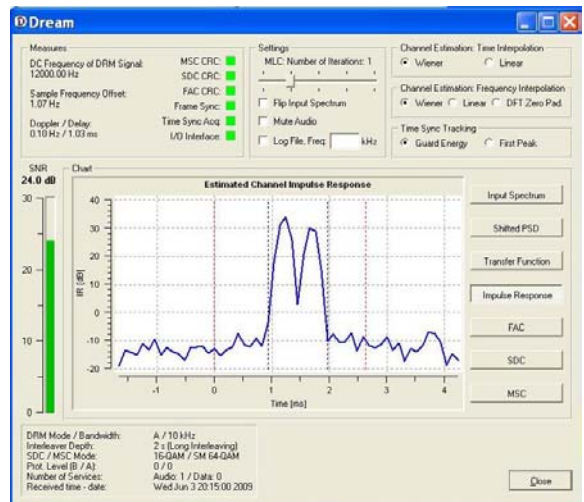 Dream
Measures
DC Frequency of DRM Signal:
12000.00 Hz
Sample Frequency Offset:
1.07 Hz
Doppler / Delay:
0.10 Hz / 1.03 ms
MSC CRC:
SDC CRC:
FAC CRC:
Frame Sync:
Time Sync Acq:
I/O Interface:
Settings
MLC: Number of Iterations: 1
Flip Input Spectrum
Mute Audio
Log File, Freq: kHz
Channel Estimation: Time Interpolation
Wiener Linear
Channel Estimation: Frequency Interpolation
Wiener Linear DFT Zero Pad
Time Sync Tracking
Guard Energy First Peak
SNR
24.0 dB
30
20
10
0
Chart
Estimated Channel Impulse Response
IR [dB]
40
30
20
10
0
-10
-20
-1 0 1 2 3 4
Time [ms]
Input Spectrum
Shifted PSD
Transfer Function
Impulse Response
FAC
SDC
MSC
DRM Mode / Bandwidth: A / 10 kHz
Interleaver Depth: 2 s (Long Interleaving)
SDC / MSC Mode: 16-QAM / SM 64-QAM
Prot. Level (B / A): 0 / 0
Number of Services: Audio: 1 / Data: 0
Received time - date: Wed Jun 3 20:15:00 2009
Close